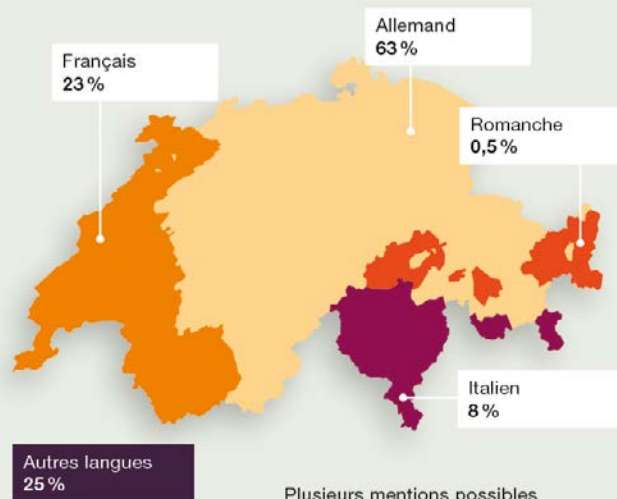 Allemand
63 %
Français
23 %
Romanche
0,5 %
Italien
8 %
Autres langues
25 %
Plusieurs mentions possibles